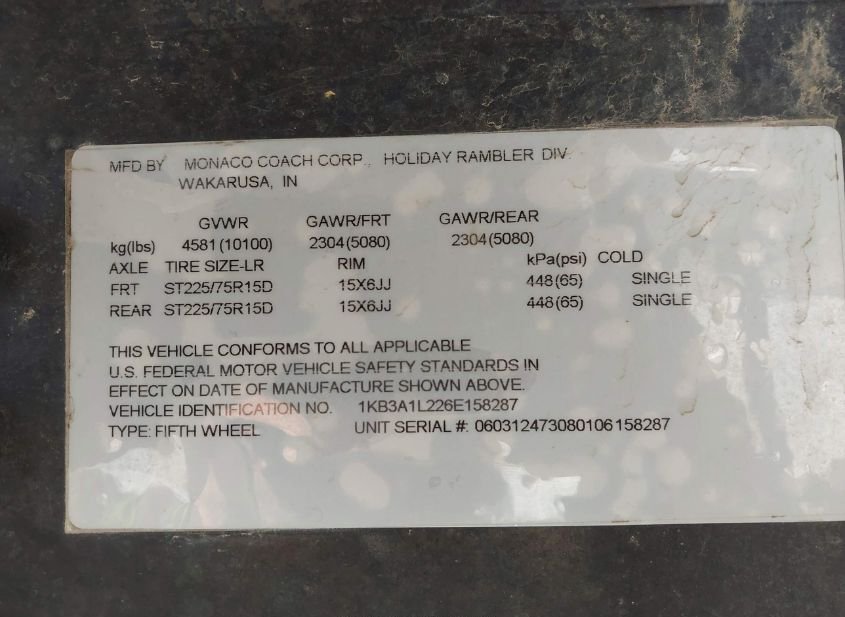 MFD BY MONACO COACH CORP., HOLIDAY RAMBLER DIV.
WAKARUSA, IN
GVWR GAWR/FRT GAWR/REAR
kg(lbs) 4581(10100) 2304(5080) 2304(5080)
AXLE TIRE SIZE-LR RIM kPa(psi) COLD
FRT ST225/75R15D 15X6JJ 448(65) SINGLE
REAR ST225/75R15D 15X6JJ 448(65) SINGLE
THIS VEHICLE CONFORMS TO ALL APPLICABLE
U.S. FEDERAL MOTOR VEHICLE SAFETY STANDARDS IN
EFFECT ON DATE OF MANUFACTURE SHOWN ABOVE.
VEHICLE IDENTIFICATION NO. 1KB3A1L226E158287
TYPE: FIFTH WHEEL UNIT SERIAL #: 060312473080106158287